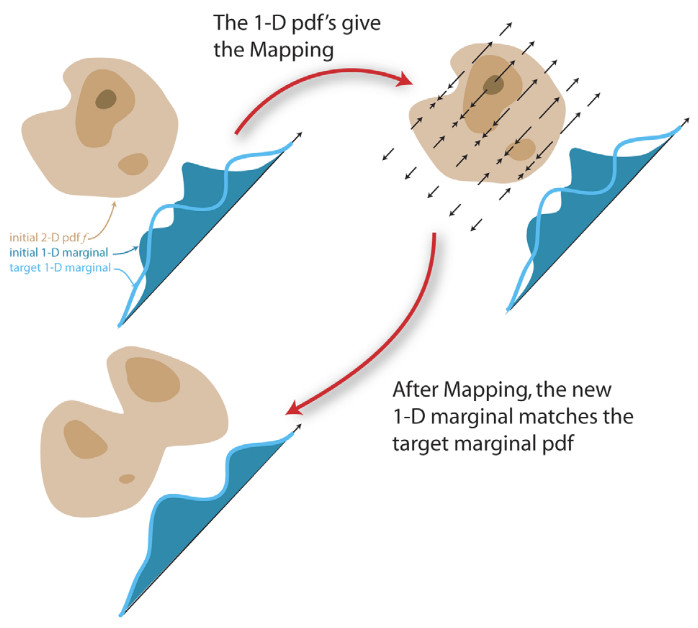 The 1-D pdf's give
the Mapping
initial 2-D pdf f
initial 1-D marginal
target 1-D marginal
After Mapping, the new
1-D marginal matches the
target marginal pdf